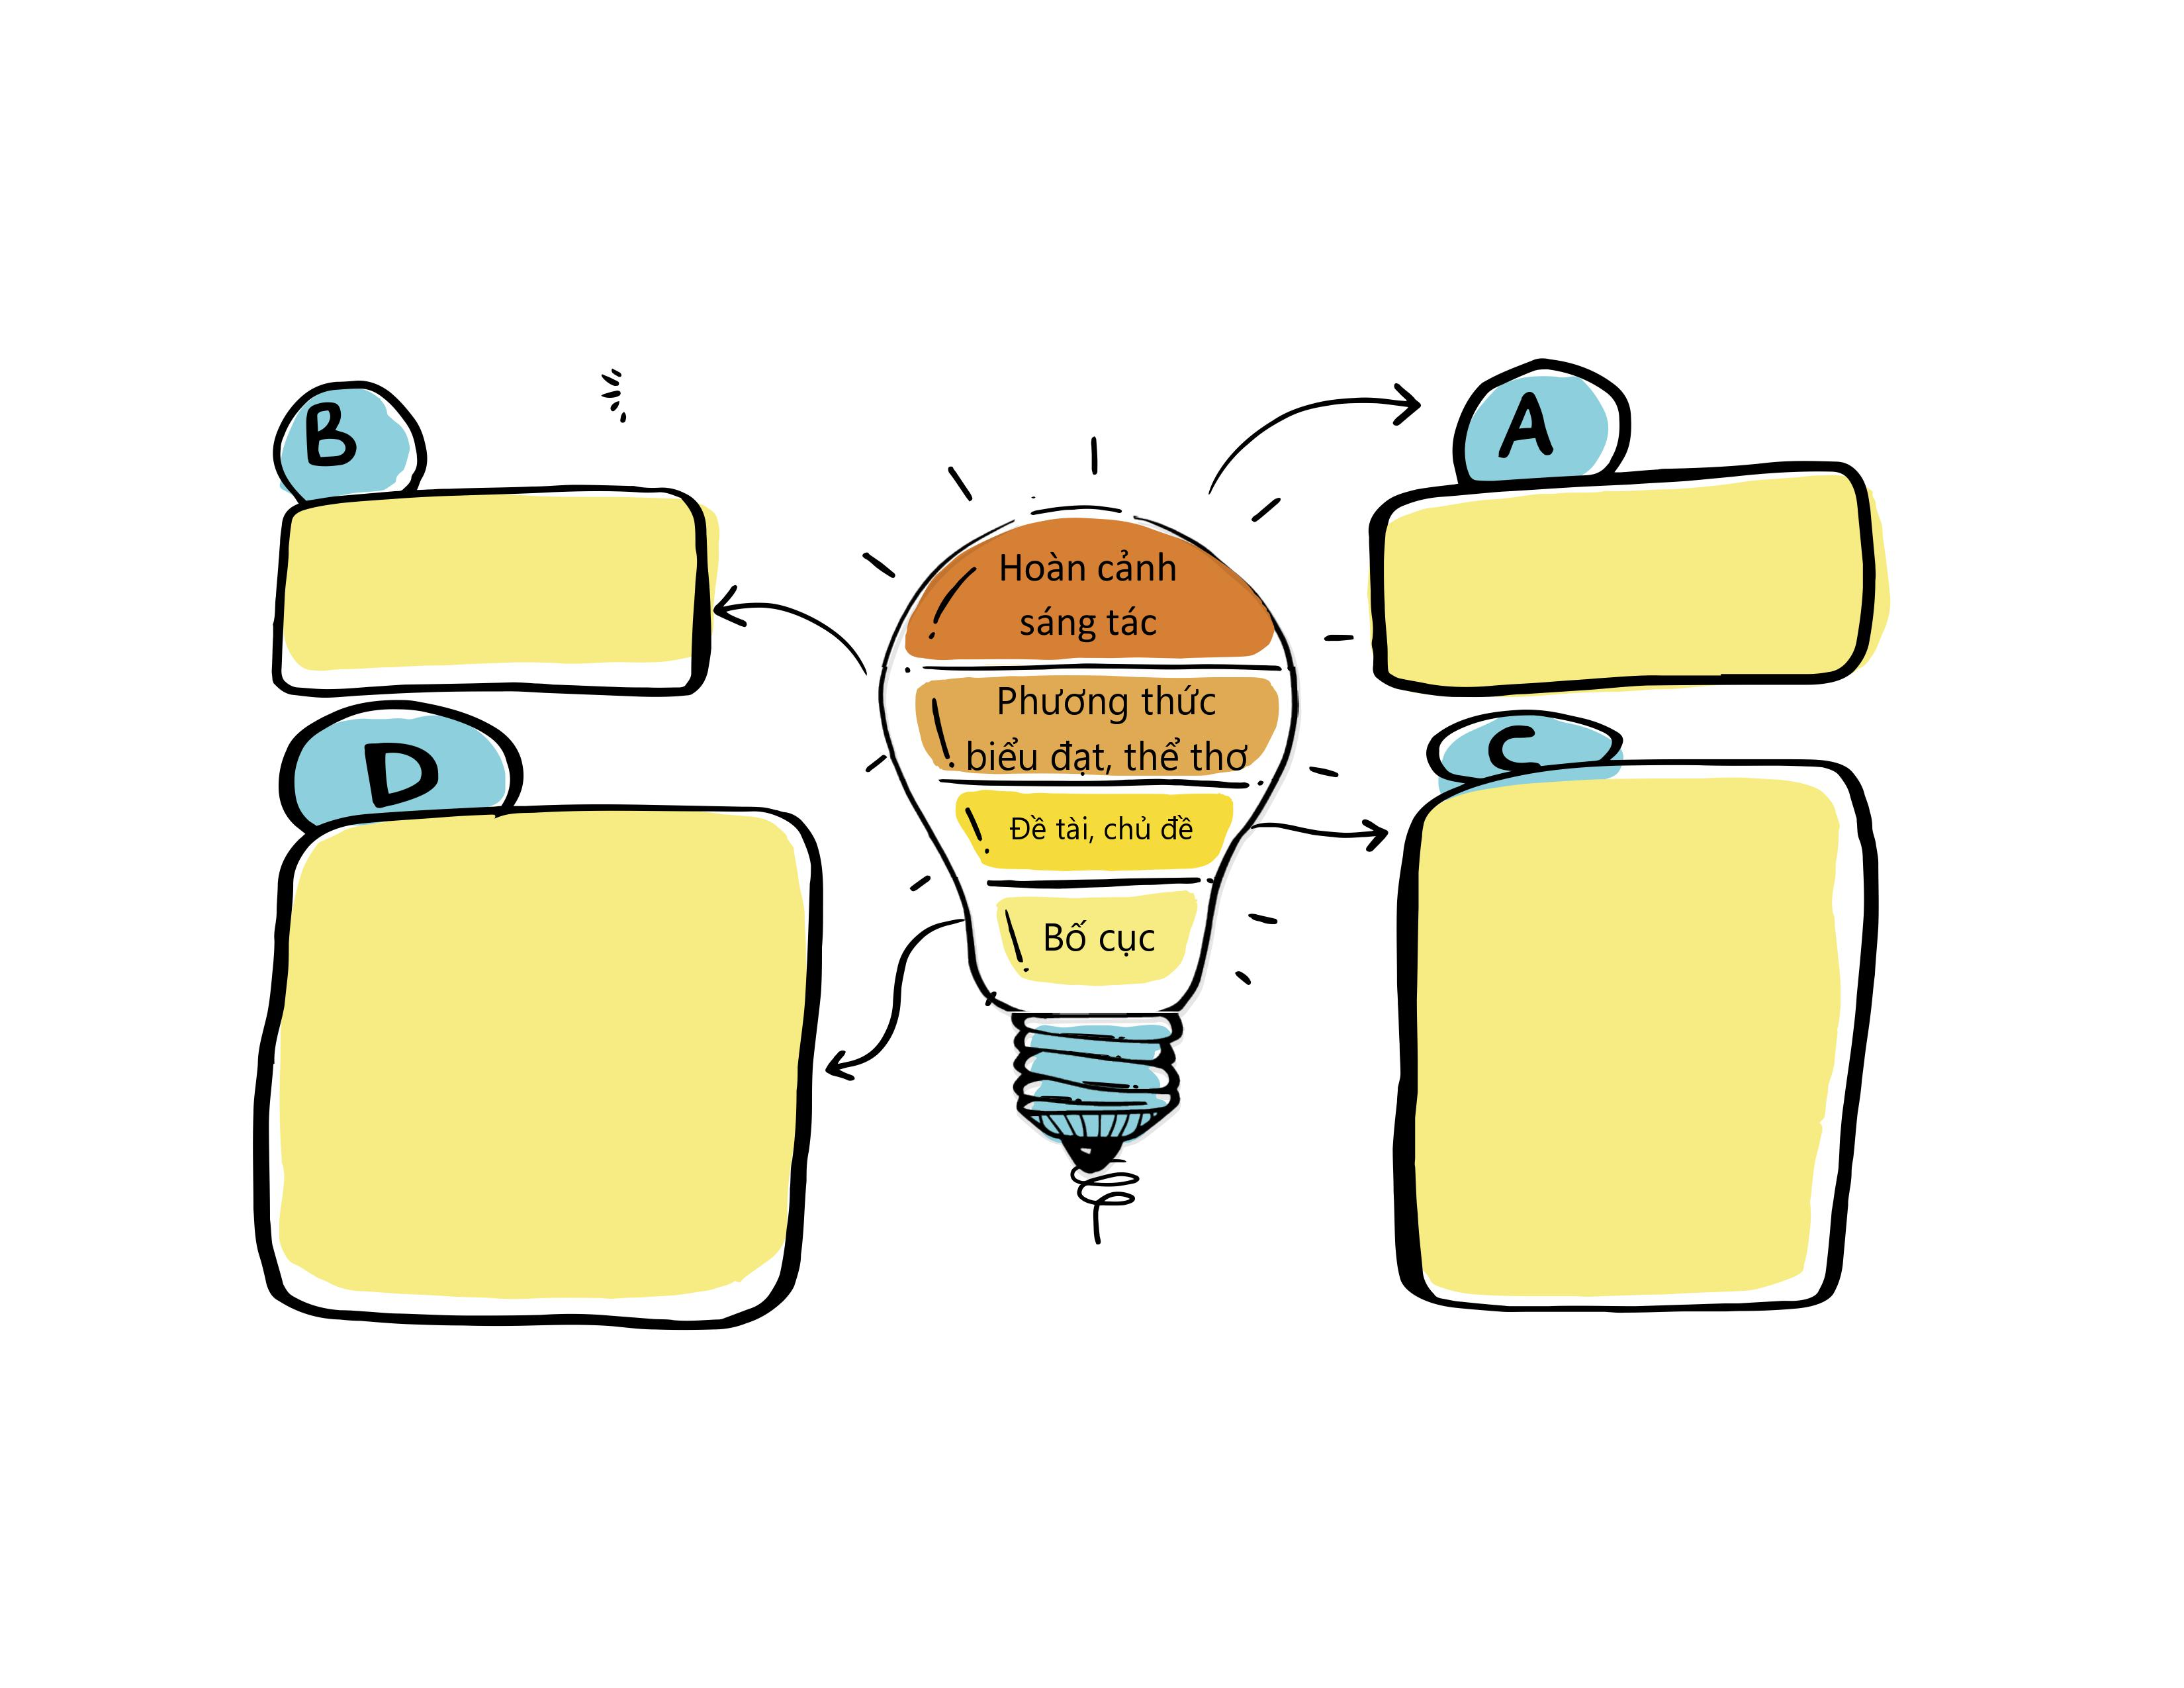 B
A
Hoàn cảnh
sáng tác
Phương thức
biểu đạt, thể thơ
D
C
Đề tài, chủ đề
Bố cục